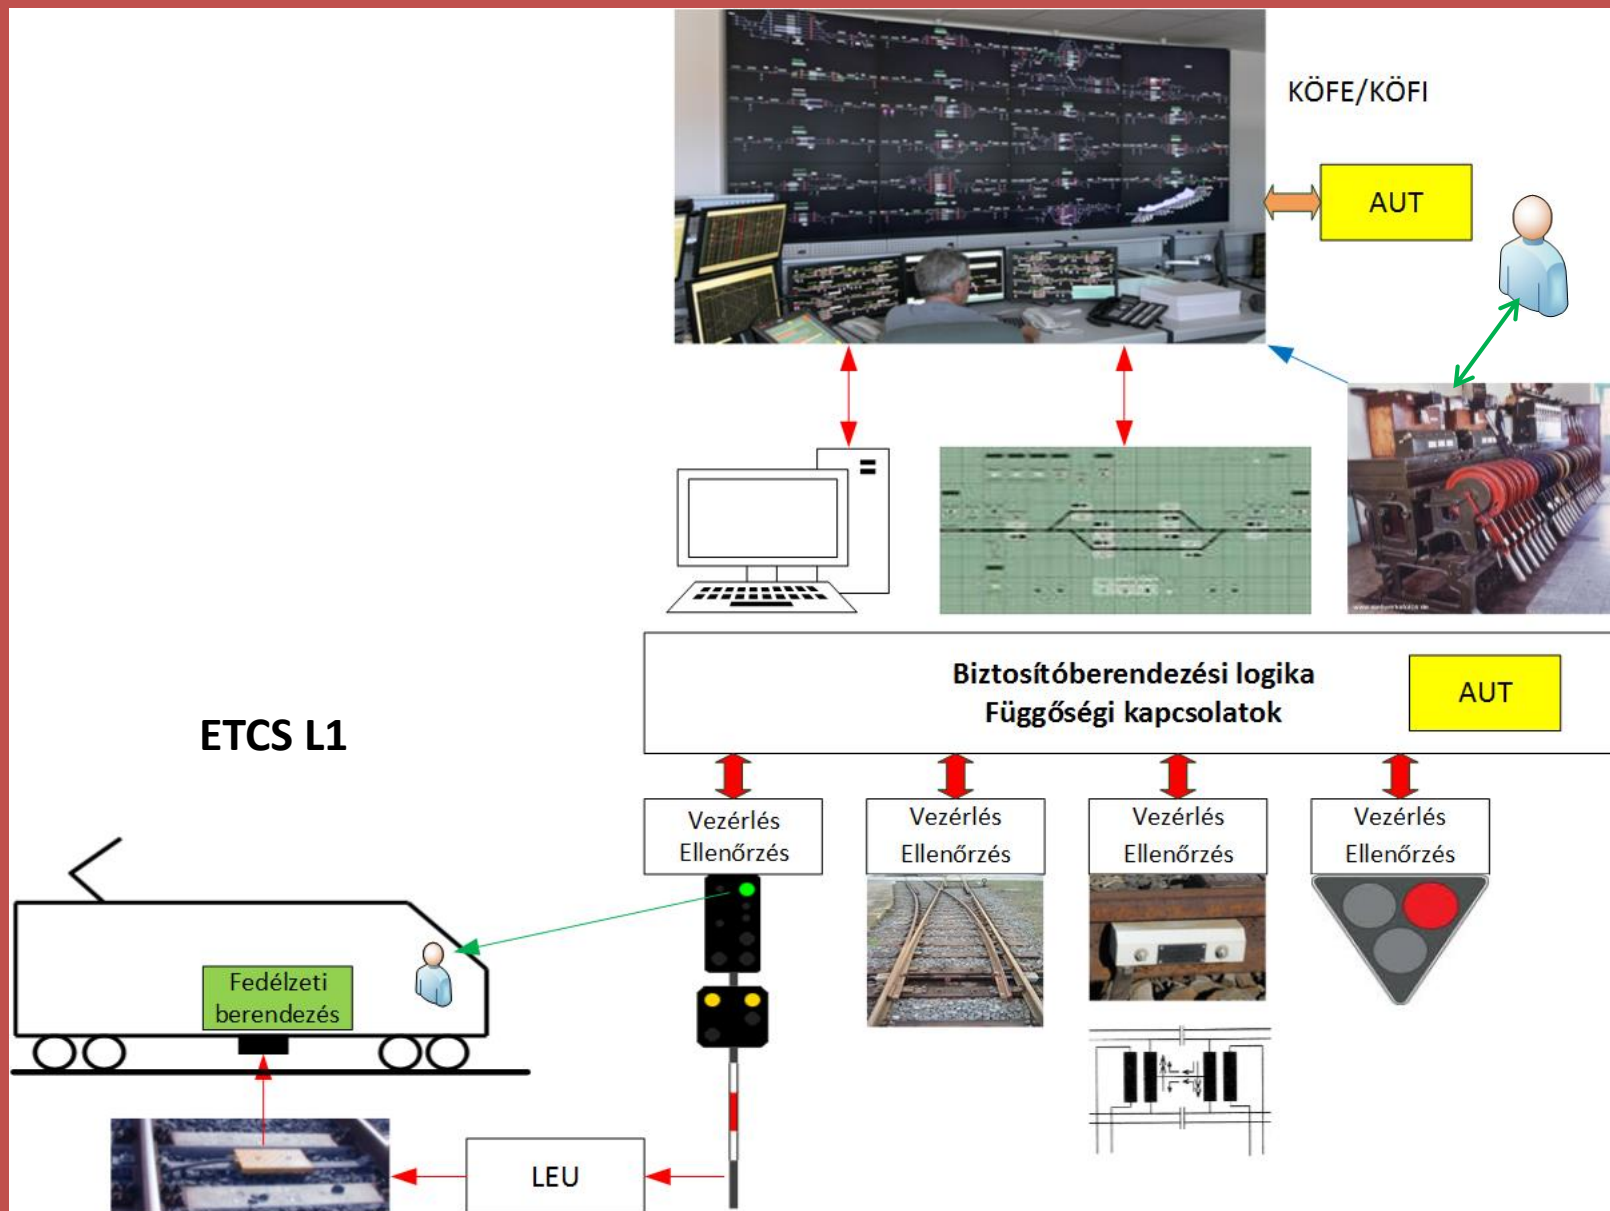 KÖFE/KÖFI
AUT
Biztosítóberendezési logika
Függőségi kapcsolatok
AUT
ETCS L1
Vezérlés
Ellenőrzés
Vezérlés
Ellenőrzés
Vezérlés
Ellenőrzés
Vezérlés
Ellenőrzés
Fedélzeti
berendezés
LEU